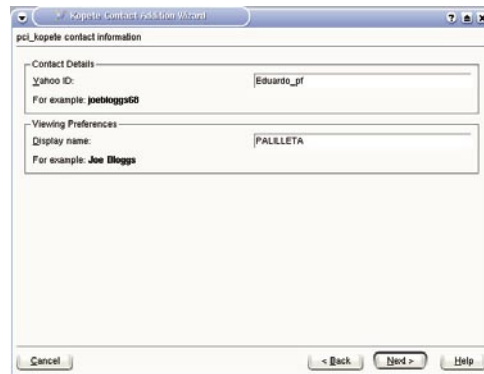 Kopete Contact Addition Wizard
pci_kopete contact information
Contact Details
Yahoo ID: Eduardo_pf
For example: joebloggs68
Viewing Preferences
Display name: PALILLETA
For example: Joe Bloggs
Cancel < Back Next > Help